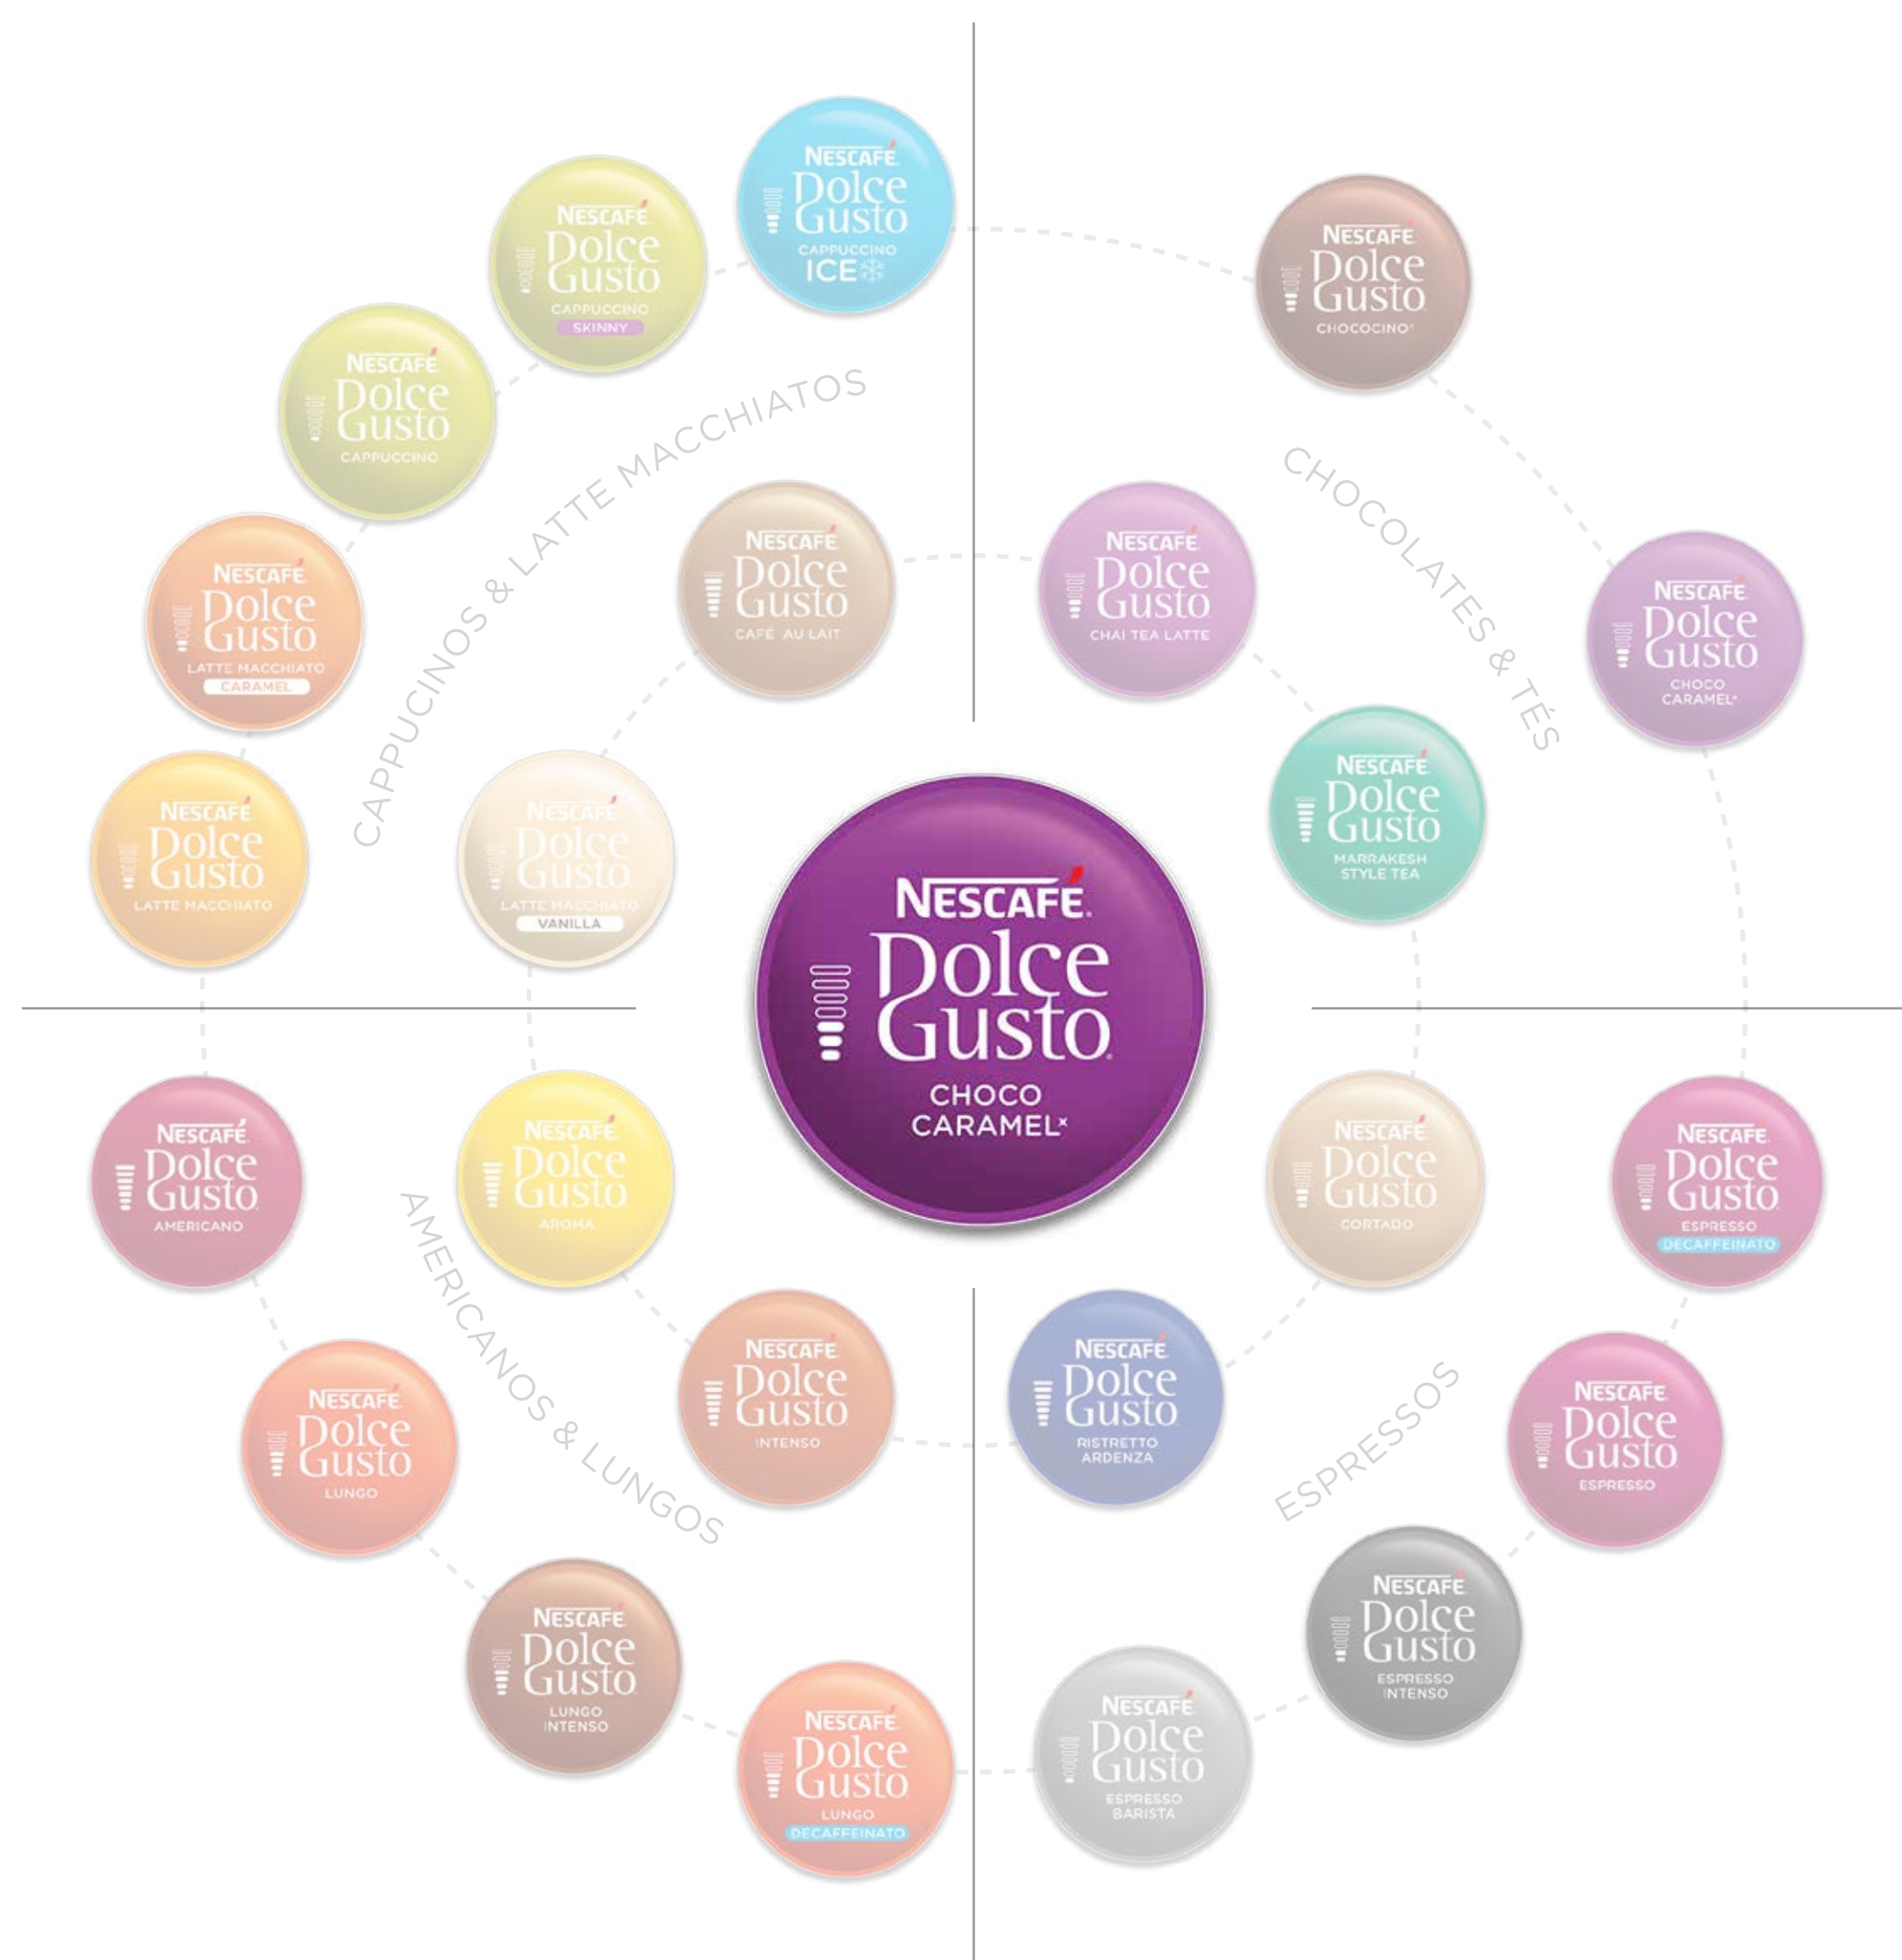 NESCAFÉ
Dolce
Gusto
CAPPUCCINO
ICE
NESCAFÉ
Dolce
Gusto
CAPPUCCINO
SKINNY
NESCAFÉ
Dolce
Gusto
CAPPUCCINO
NESCAFÉ
Dolce
Gusto
LATTE MACCHIATO
CARAMEL
NESCAFÉ
Dolce
Gusto
LATTE MACCHIATO
CAPPUCINOS & LATTE MACCHIATOS
NESCAFÉ
Dolce
Gusto
CAFÉ AU LAIT
NESCAFÉ
Dolce
Gusto
LATTE MACCHIATO
VANILLA
NESCAFÉ
Dolce
Gusto
CHOCOCINO*
CHOCOLATES & TÉS
NESCAFÉ
Dolce
Gusto
CHOCO
CARAMEL*
NESCAFÉ
Dolce
Gusto
CHAI TEA LATTE
NESCAFÉ
Dolce
Gusto
MARRAKESH
STYLE TEA
NESCAFÉ®
Dolce
Gusto®
CHOCO
CARAMEL*
NESCAFÉ
Dolce
Gusto
AMERICANO
NESCAFÉ
Dolce
Gusto
AROMA
AMERICANOS & LUNGOS
NESCAFÉ
Dolce
Gusto
LUNGO
NESCAFÉ
Dolce
Gusto
INTENSO
NESCAFÉ
Dolce
Gusto
LUNGO
INTENSO
NESCAFÉ
Dolce
Gusto
LUNGO
DECAFFEINATO
NESCAFÉ
Dolce
Gusto
CORTADO
NESCAFÉ
Dolce
Gusto
ESPRESSO
DECAFFEINATO
NESCAFÉ
Dolce
Gusto
RISTRETTO
ARDENZA
ESPRESSOS
NESCAFÉ
Dolce
Gusto
ESPRESSO
NESCAFÉ
Dolce
Gusto
ESPRESSO
INTENSO
NESCAFÉ
Dolce
Gusto
ESPRESSO
BARISTA